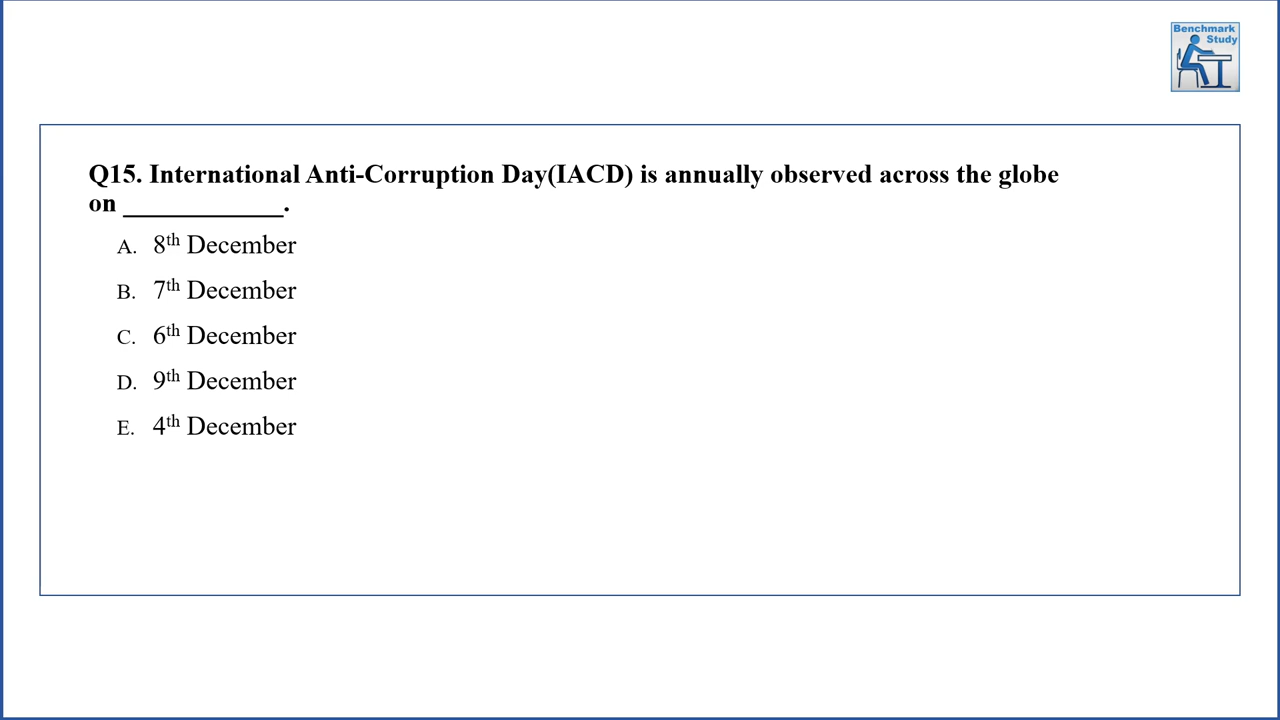 Benchmark
Study
Q15. International Anti-Corruption Day(IACD) is annually observed across the globe
on ____________.
A. 8th December
B. 7th December
C. 6th December
D. 9th December
E. 4th December